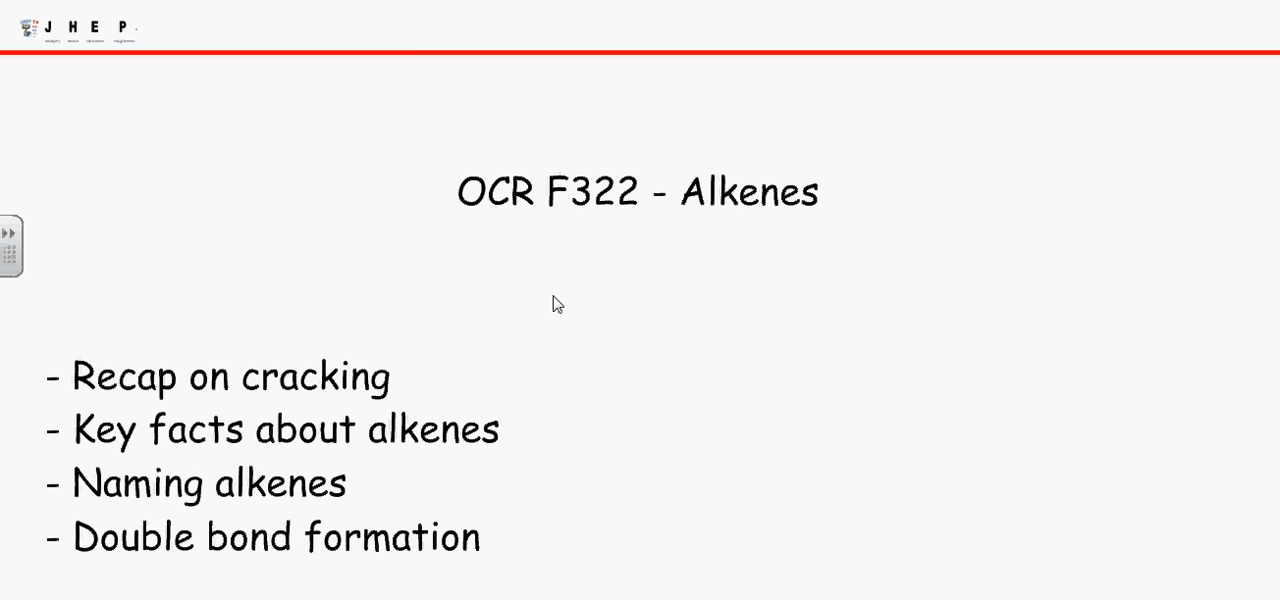 J H E P
OCR F322 - Alkenes
- Recap on cracking
- Key facts about alkenes
- Naming alkenes
- Double bond formation